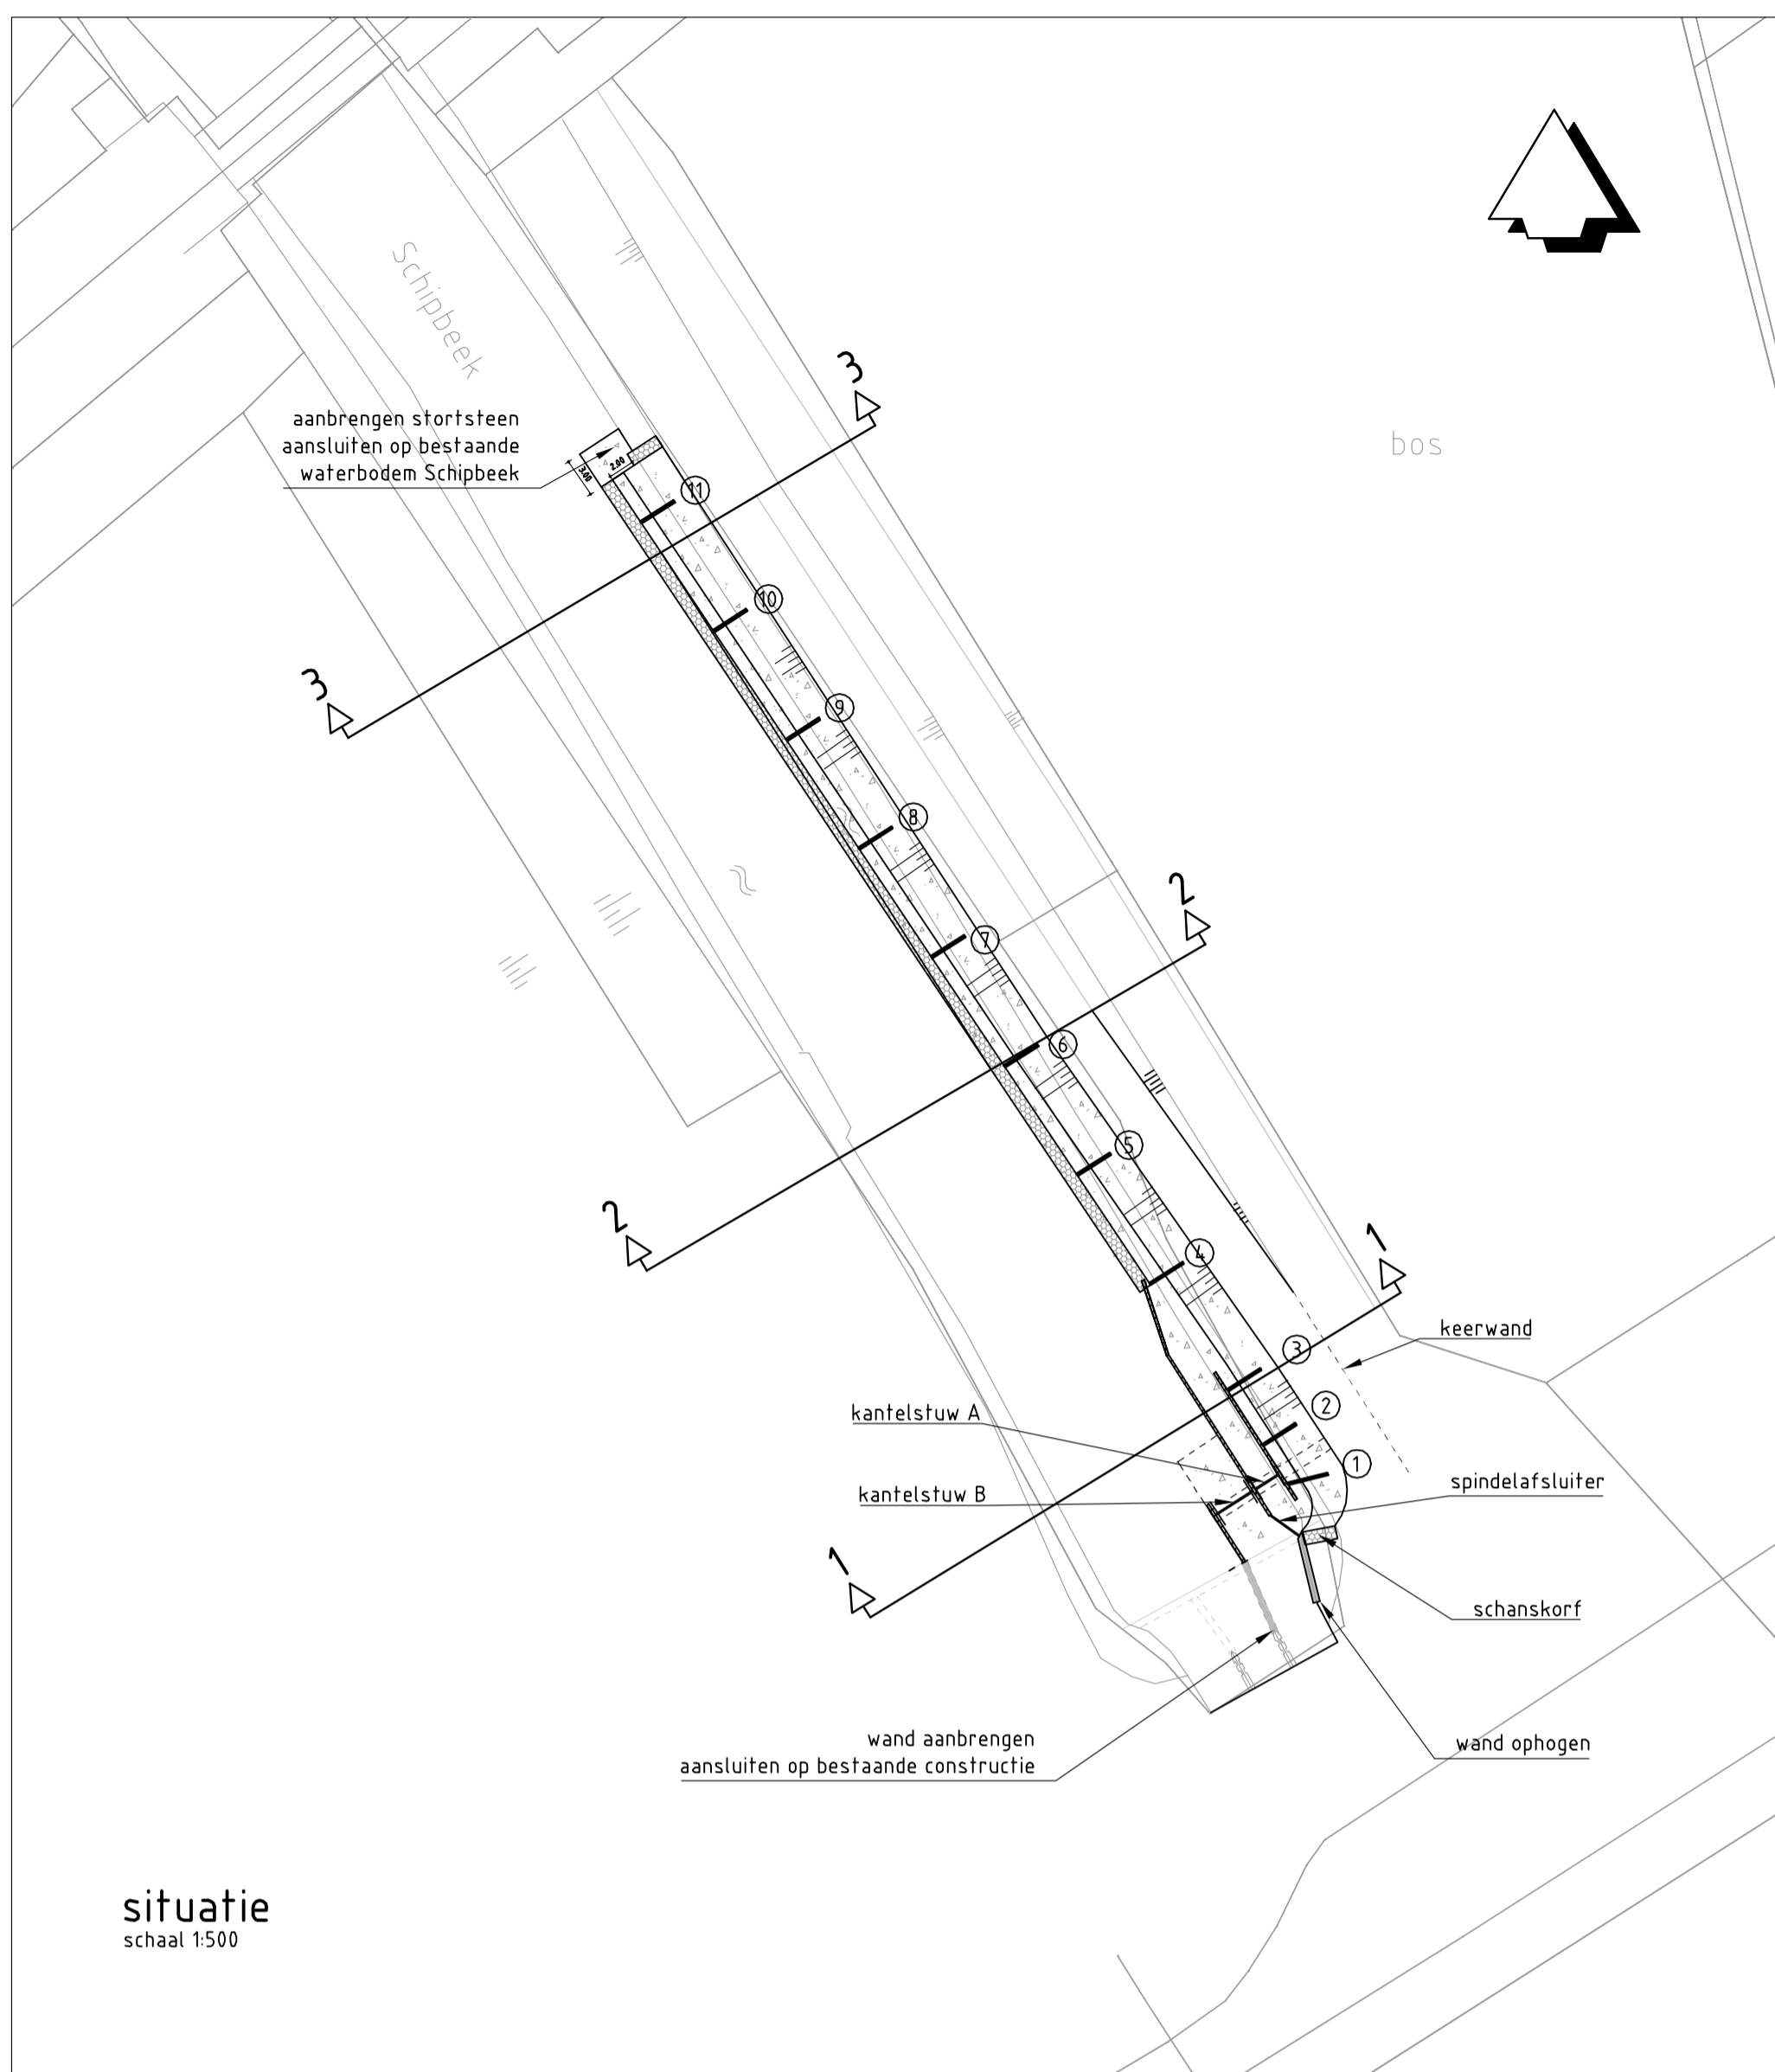 Schipbeek
3
aanbrengen stortsteen
aansluiten op bestaande
waterbodem Schipbeek
bos
3.00
2.80
11
10
3
9
8
2
7
6
5
2
4
1
keerwand
3
2
kantelstuw A
1
spindelafsluiter
kantelstuw B
1
schanskorf
wand aanbrengen
aansluiten op bestaande constructie
wand ophogen
situatie
schaal 1:500